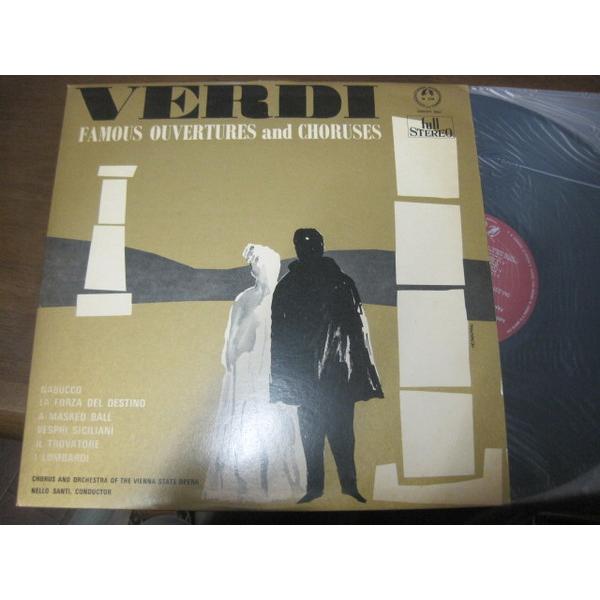 VERDI
FAMOUS OUVERTURES and CHORUSES
full
STEREO
NABUCCO
LA FORZA DEL DESTINO
A MASKED BALL
VESPRI SICILIANI
IL TROVATORE
I LOMBARDI
CHORUS AND ORCHESTRA OF THE VIENNA STATE OPERA
NELLO SANTI, CONDUCTOR